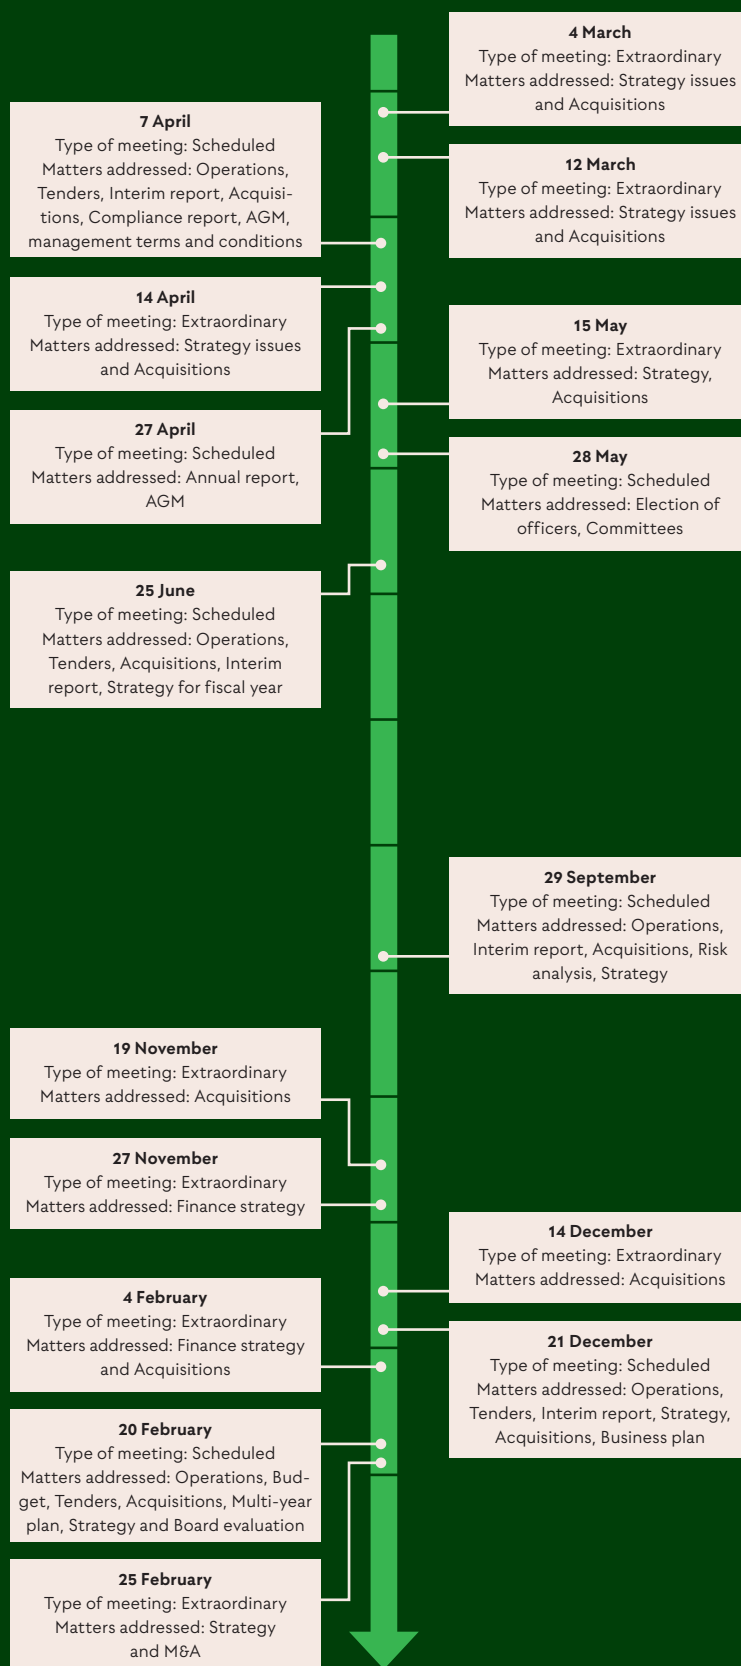 4 March
Type of meeting: Extraordinary
Matters addressed: Strategy issues
and Acquisitions
12 March
Type of meeting: Extraordinary
Matters addressed: Strategy issues
and Acquisitions
7 April
Type of meeting: Scheduled
Matters addressed: Operations,
Tenders, Interim report, Acquisi-
tions, Compliance report, AGM,
management terms and conditions
14 April
Type of meeting: Extraordinary
Matters addressed: Strategy issues
and Acquisitions
27 April
Type of meeting: Scheduled
Matters addressed: Annual report,
AGM
15 May
Type of meeting: Extraordinary
Matters addressed: Strategy,
Acquisitions
28 May
Type of meeting: Scheduled
Matters addressed: Election of
officers, Committees
25 June
Type of meeting: Scheduled
Matters addressed: Operations,
Tenders, Acquisitions, Interim
report, Strategy for fiscal year
29 September
Type of meeting: Scheduled
Matters addressed: Operations,
Interim report, Acquisitions, Risk
analysis, Strategy
19 November
Type of meeting: Extraordinary
Matters addressed: Acquisitions
27 November
Type of meeting: Extraordinary
Matters addressed: Finance strategy
14 December
Type of meeting: Extraordinary
Matters addressed: Acquisitions
21 December
Type of meeting: Scheduled
Matters addressed: Operations,
Tenders, Interim report, Strategy,
Acquisitions, Business plan
4 February
Type of meeting: Extraordinary
Matters addressed: Finance strategy
and Acquisitions
20 February
Type of meeting: Scheduled
Matters addressed: Operations, Bud-
get, Tenders, Acquisitions, Multi-year
plan, Strategy and Board evaluation
25 February
Type of meeting: Extraordinary
Matters addressed: Strategy
and M&A